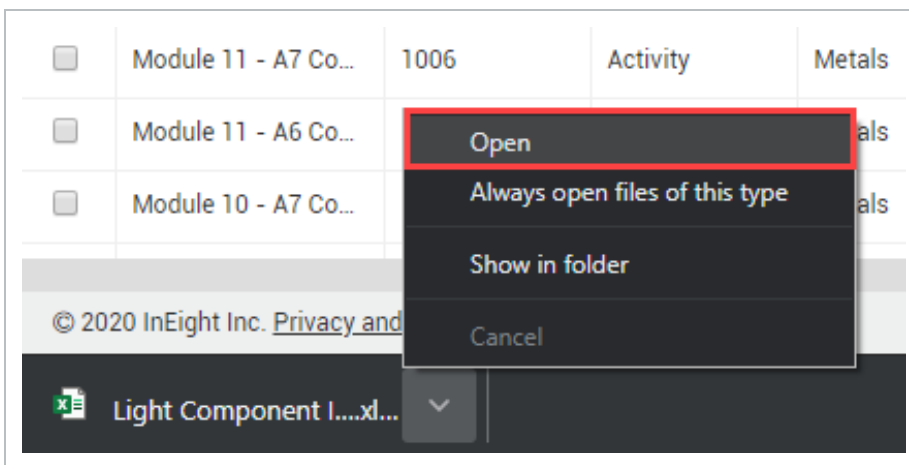 Module 11 - A7 Co... 1006 Activity Metals
Module 11 - A6 Co... als
Open
Module 10 - A7 Co... als
Always open files of this type
Show in folder
© 2020 InEight Inc. Privacy and
Cancel
Light Component I....xl...